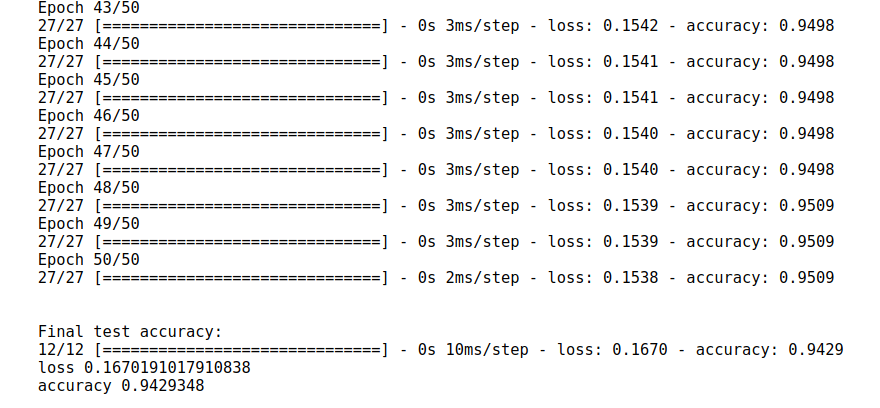 Epoch 43/50
27/27 [==============================] - 0s 3ms/step - loss: 0.1542 - accuracy: 0.9498
Epoch 44/50
27/27 [==============================] - 0s 3ms/step - loss: 0.1541 - accuracy: 0.9498
Epoch 45/50
27/27 [==============================] - 0s 3ms/step - loss: 0.1541 - accuracy: 0.9498
Epoch 46/50
27/27 [==============================] - 0s 3ms/step - loss: 0.1540 - accuracy: 0.9498
Epoch 47/50
27/27 [==============================] - 0s 3ms/step - loss: 0.1540 - accuracy: 0.9498
Epoch 48/50
27/27 [==============================] - 0s 3ms/step - loss: 0.1539 - accuracy: 0.9509
Epoch 49/50
27/27 [==============================] - 0s 3ms/step - loss: 0.1539 - accuracy: 0.9509
Epoch 50/50
27/27 [==============================] - 0s 2ms/step - loss: 0.1538 - accuracy: 0.9509
Final test accuracy:
12/12 [==============================] - 0s 10ms/step - loss: 0.1670 - accuracy: 0.9429
loss 0.1670191017910838
accuracy 0.9429348